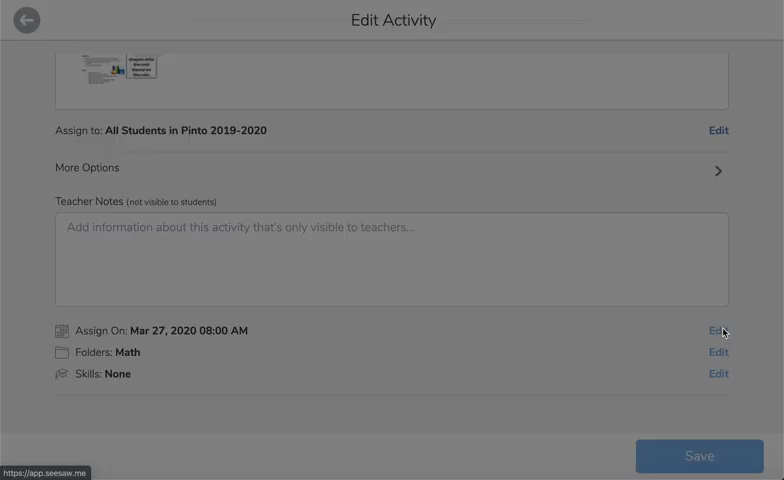 Edit Activity
Assign to: All Students in Pinto 2019-2020 Edit
More Options
Teacher Notes (not visible to students)
Add information about this activity that's only visible to teachers...
Assign On: Mar 27, 2020 08:00 AM Edit
Folders: Math Edit
Skills: None Edit
Save
https://app.seesaw.me